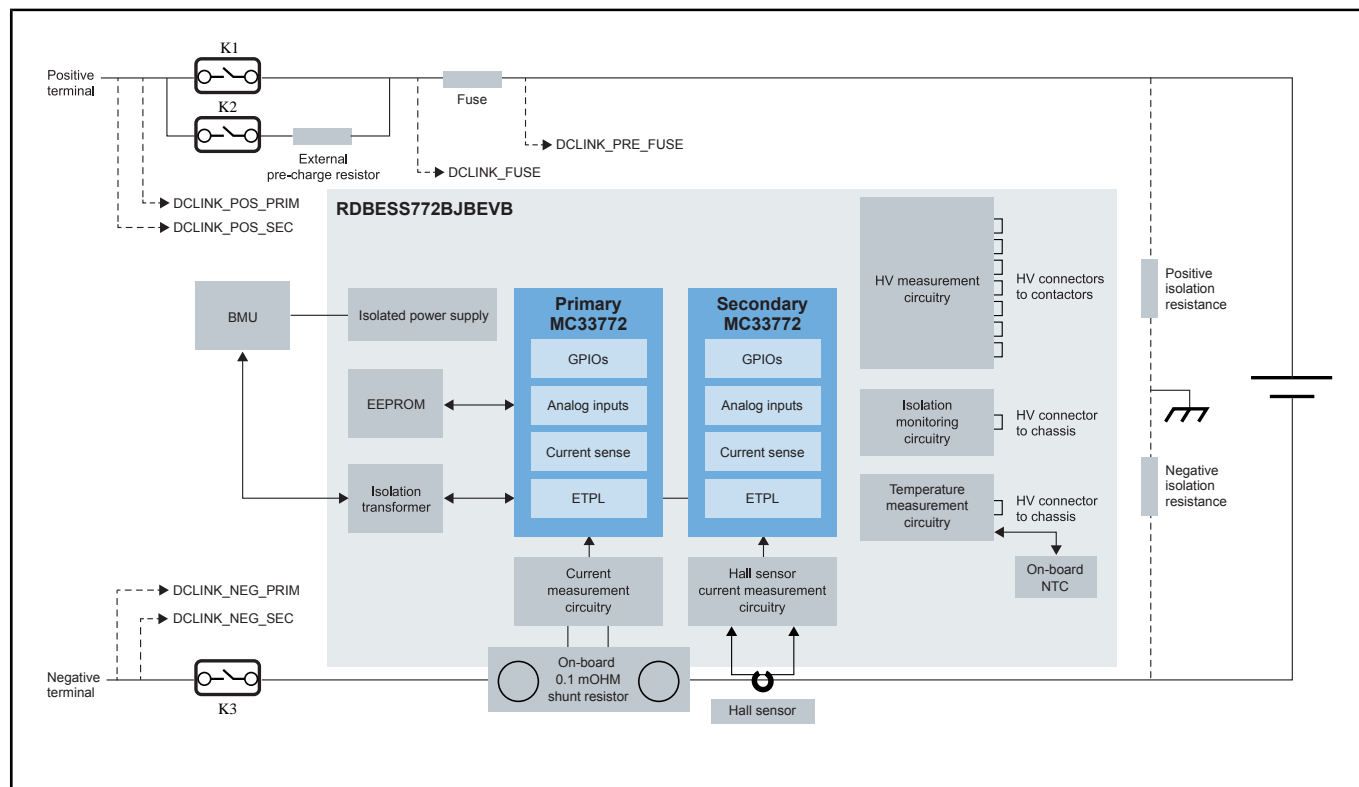 K1
Positive
terminal
K2
Fuse
External
pre-charge resistor
DCLINK_PRE_FUSE
DCLINK_FUSE
DCLINK_POS_PRIM
DCLINK_POS_SEC
RDBESS772BJBEVB
BMU
Isolated power supply
EEPROM
Isolation
transformer
Primary
MC33772
GPIOs
Analog inputs
Current sense
ETPL
Secondary
MC33772
GPIOs
Analog inputs
Current sense
ETPL
HV measurement
circuitry
HV connectors
to contactors
Isolation
monitoring
circuitry
HV connector
to chassis
Temperature
measurement
circuitry
HV connector
to chassis
On-board
NTC
Positive
isolation
resistance
Negative
isolation
resistance
Current
measurement
circuitry
Hall sensor
current measurement
circuitry
DCLINK_NEG_PRIM
DCLINK_NEG_SEC
Negative
terminal
K3
On-board
0.1 mOHM
shunt resistor
Hall sensor